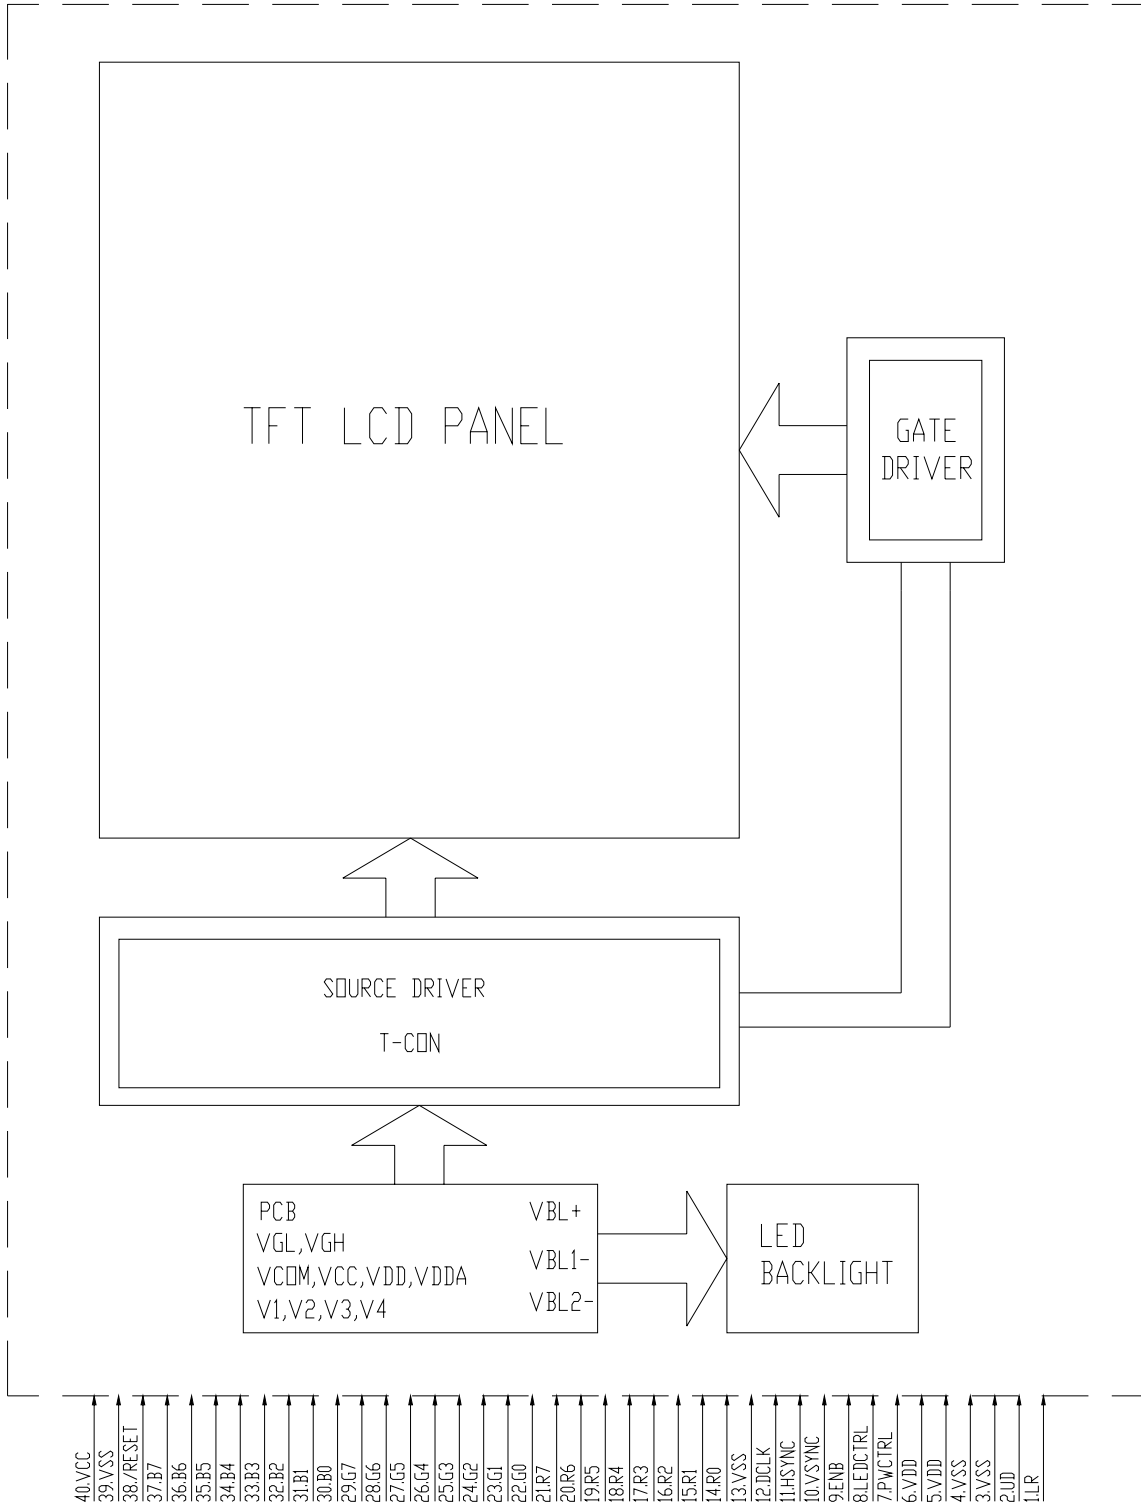 TFT LCD PANEL
GATE
DRIVER
SOURCE DRIVER
T-CON
PCB
VGL,VGH
VCOM,VCC,VDD,VDDA
V1,V2,V3,V4
VBL+
VBL1-
VBL2-
LED
BACKLIGHT
40.VCC
39.VSS
38./RESET
37.B7
36.B6
35.B5
34.B4
33.B3
32.B2
31.B1
30.B0
29.G7
28.G6
27.G5
26.G4
25.G3
24.G2
23.G1
22.G0
21.R7
20.R6
19.R5
18.R4
17.R3
16.R2
15.R1
14.R0
13.VSS
12.DCLK
11.HSYNC
10.VSYNC
9.ENB
8.LEDCTRL
7.PWCTRL
6.VDD
5.VDD
4.VSS
3.VSS
2.UD
1.LR